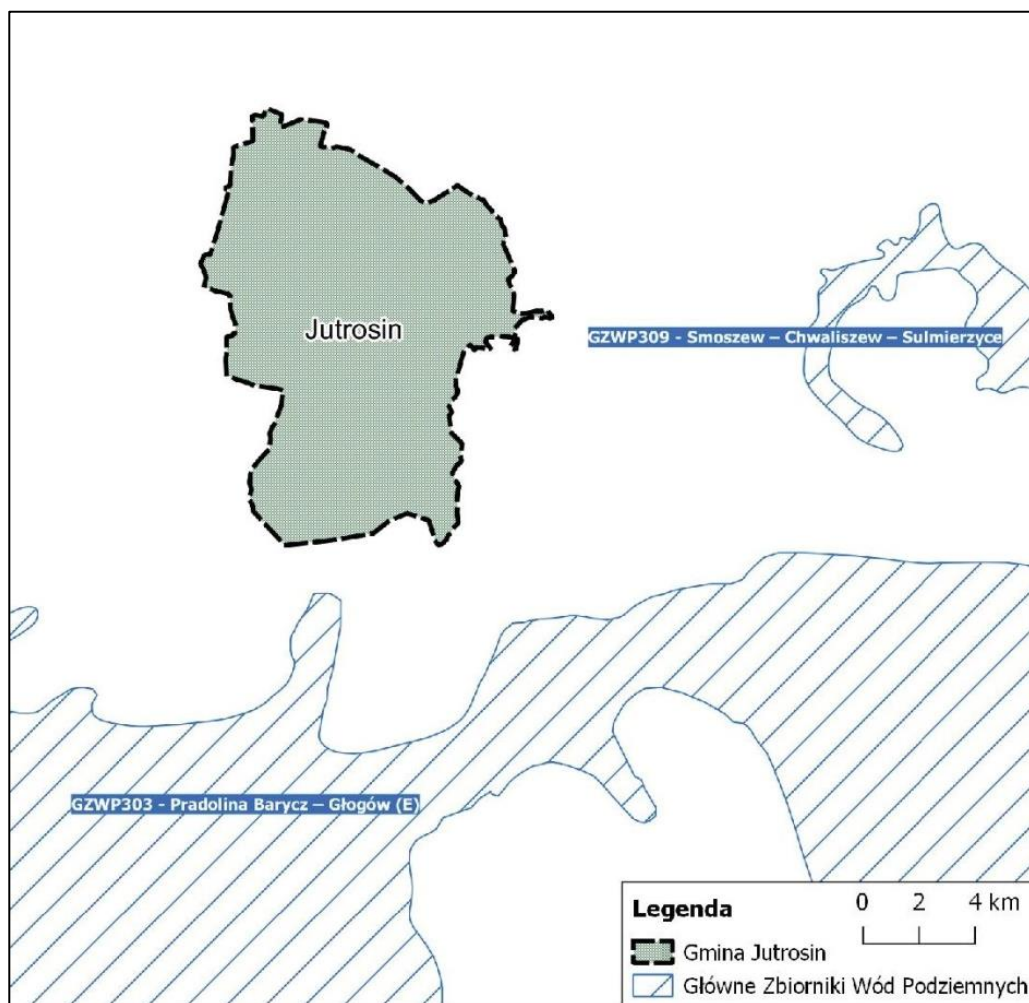 Jutrosin
GZWP309 - Smoszew – Chwaliszew – Sulmierzyce
GZWP303 - Pradolina Barycz – Głogów (E)
Legenda
0 2 4 km
Gmina Jutrosin
Główne Zbiorniki Wód Podziemnych